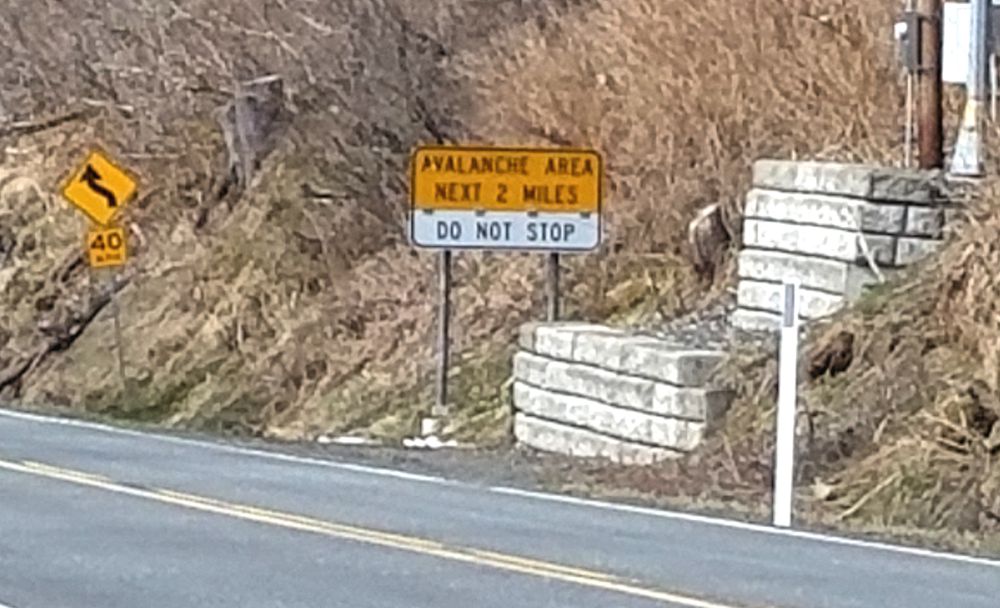 AVALANCHE AREA
NEXT 2 MILES
DO NOT STOP
40